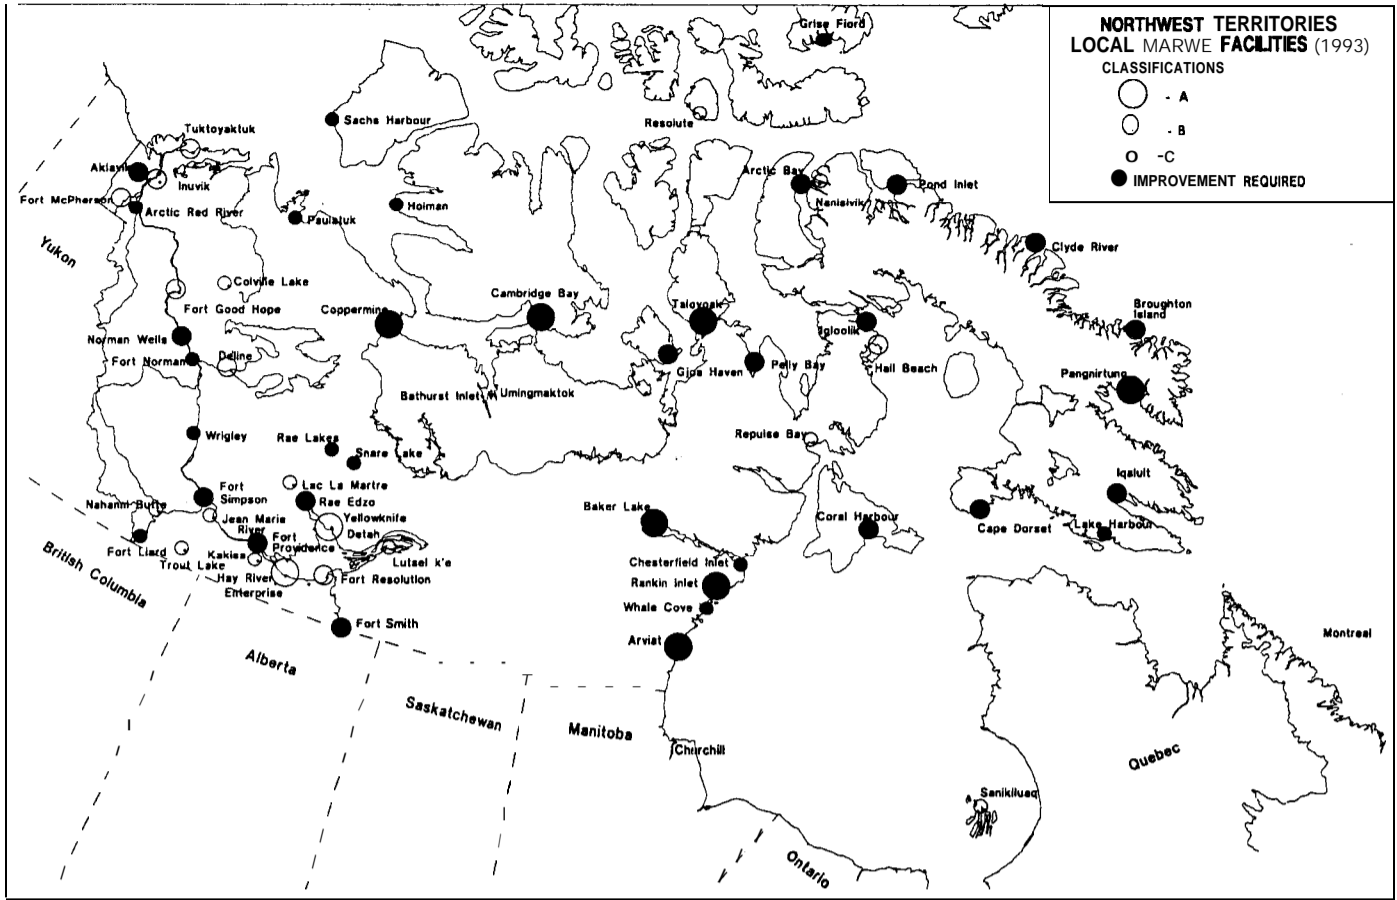 NORTHWEST TERRITORIES
LOCAL MARWE FACILITIES (1993)
CLASSIFICATIONS
- A
- B
-C
IMPROVEMENT REQUIRED
Grise Fiord
Resolute
Sachs Harbour
Tuktoyaktuk
Aklavik
Inuvik
Fort McPherson
Arctic Red River
Paulatuk
Holman
Arctic Bay
Nanisivik
Pond Inlet
Clyde River
Yukon
Colville Lake
Fort Good Hope
Norman Wells
Fort Norman
Deline
Coppermine
Cambridge Bay
Taloyoak
Igloolik
Hall Beach
Gjoa Haven
Pelly Bay
Broughton
Island
Pangnirtung
Bathurst Inlet
Umingmaktok
Wrigley
Rae Lakes
Snare Lake
Repulse Bay
Lac La Martre
Rae Edzo
Fort
Simpson
Nahanni Butte
Jean Marie
River
Yellowknife
Detah
Fort
Providence
Fort Liard
Trout Lake
Kakisa
Hay River
Enterprise
Lutsel k'e
Fort Resolution
Fort Smith
Baker Lake
Coral Harbour
Cape Dorset
Iqaluit
Lake Harbour
Chesterfield Inlet
Rankin Inlet
Whale Cove
Arviat
British Columbia
Alberta
Saskatchewan
Manitoba
Churchill
Sanikiluaq
Ontario
Quebec
Montreal